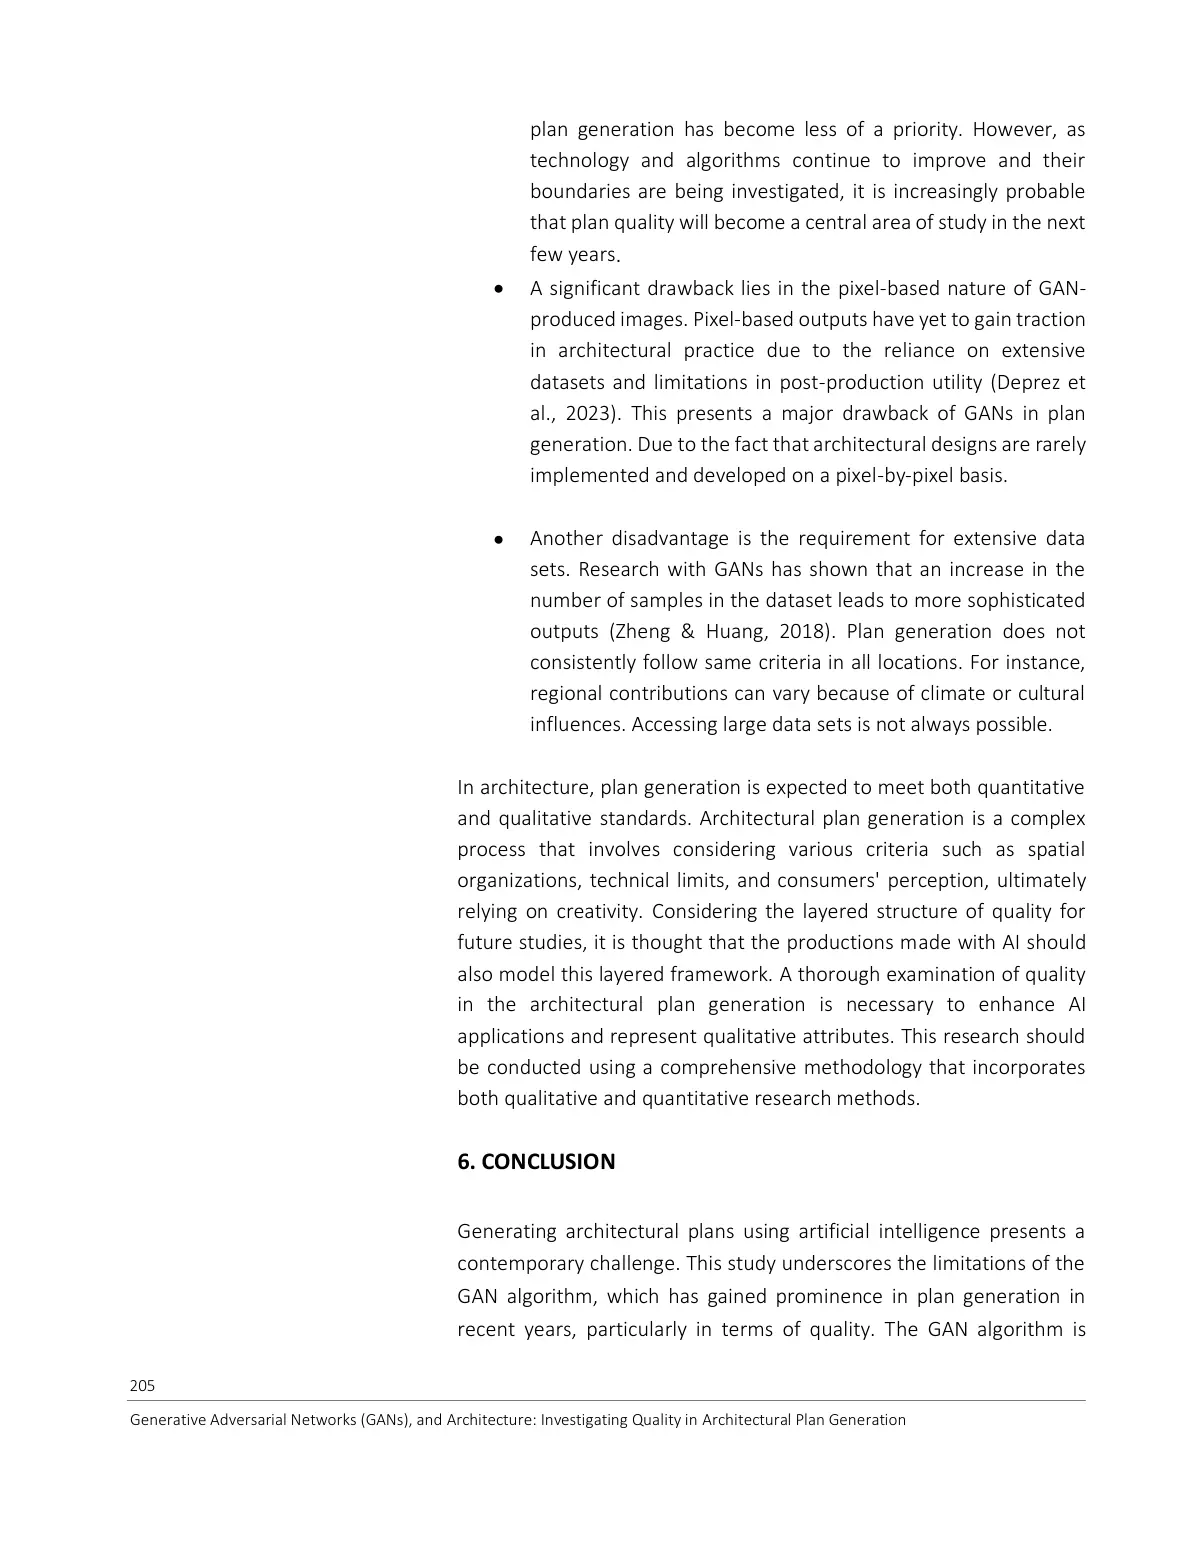 plan generation has become less of a priority. However, as
technology and algorithms continue to improve and their
boundaries are being investigated, it is increasingly probable
that plan quality will become a central area of study in the next
few years.
• A significant drawback lies in the pixel-based nature of GAN-
produced images. Pixel-based outputs have yet to gain traction
in architectural practice due to the reliance on extensive
datasets and limitations in post-production utility (Deprez et
al., 2023). This presents a major drawback of GANs in plan
generation. Due to the fact that architectural designs are rarely
implemented and developed on a pixel-by-pixel basis.
• Another disadvantage is the requirement for extensive data
sets. Research with GANs has shown that an increase in the
number of samples in the dataset leads to more sophisticated
outputs (Zheng & Huang, 2018). Plan generation does not
consistently follow same criteria in all locations. For instance,
regional contributions can vary because of climate or cultural
influences. Accessing large data sets is not always possible.
In architecture, plan generation is expected to meet both quantitative
and qualitative standards. Architectural plan generation is a complex
process that involves considering various criteria such as spatial
organizations, technical limits, and consumers' perception, ultimately
relying on creativity. Considering the layered structure of quality for
future studies, it is thought that the productions made with AI should
also model this layered framework. A thorough examination of quality
in the architectural plan generation is necessary to enhance AI
applications and represent qualitative attributes. This research should
be conducted using a comprehensive methodology that incorporates
both qualitative and quantitative research methods.
6. CONCLUSION
Generating architectural plans using artificial intelligence presents a
contemporary challenge. This study underscores the limitations of the
GAN algorithm, which has gained prominence in plan generation in
recent years, particularly in terms of quality. The GAN algorithm is
205
Generative Adversarial Networks (GANs), and Architecture: Investigating Quality in Architectural Plan Generation